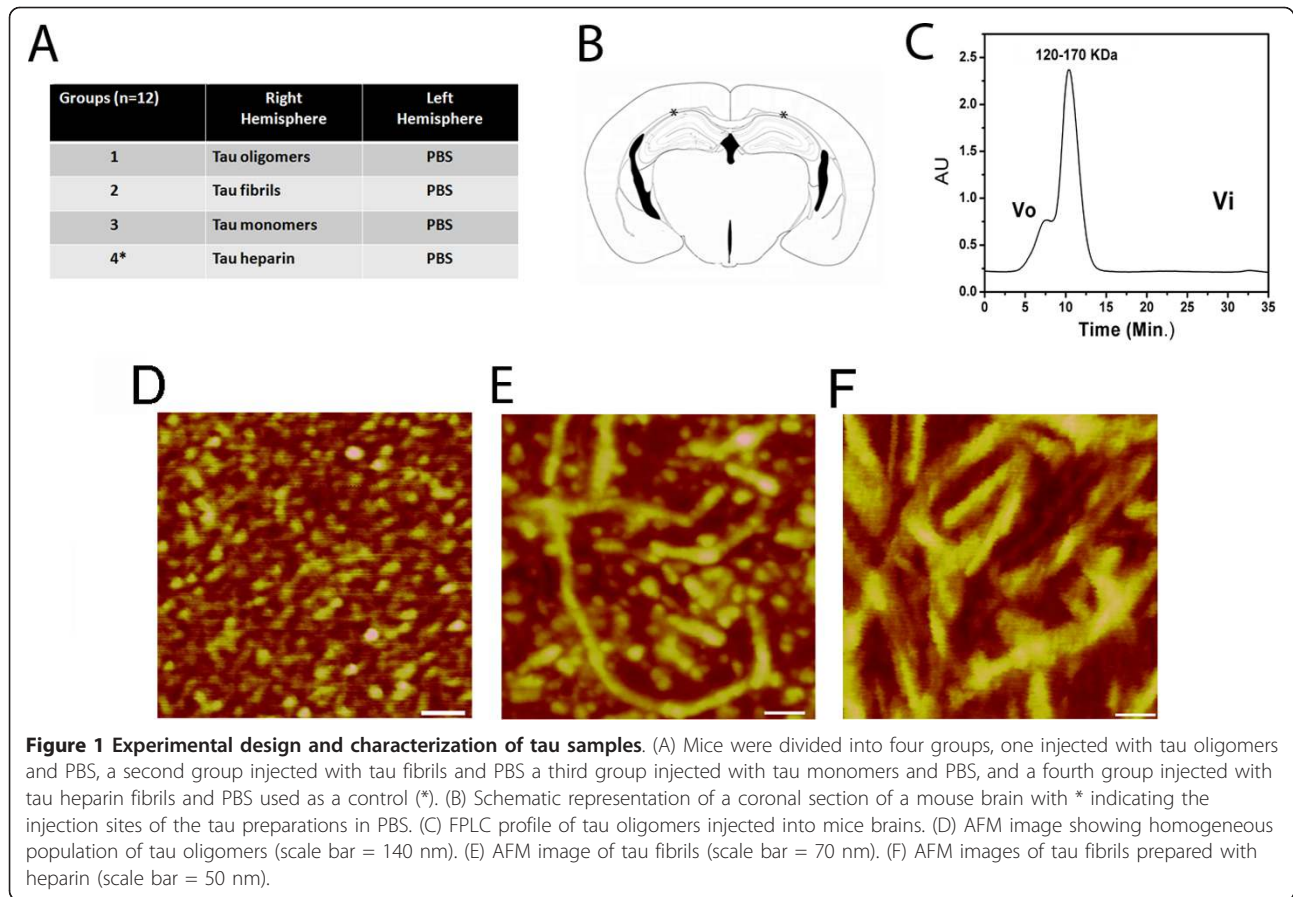 A
Groups (n=12) Right Hemisphere Left Hemisphere
1 Tau oligomers PBS
2 Tau fibrils PBS
3 Tau monomers PBS
4* Tau heparin PBS
B
* *
C
120-170 KDa
2.5
2.0
1.5
1.0
0.5
0.0
AU
Vo
Vi
0 5 10 15 20 25 30 35
Time (Min.)
D
E
F
Figure 1 Experimental design and characterization of tau samples. (A) Mice were divided into four groups, one injected with tau oligomers
and PBS, a second group injected with tau fibrils and PBS a third group injected with tau monomers and PBS, and a fourth group injected with
tau heparin fibrils and PBS used as a control (*). (B) Schematic representation of a coronal section of a mouse brain with * indicating the
injection sites of the tau preparations in PBS. (C) FPLC profile of tau oligomers injected into mice brains. (D) AFM image showing homogeneous
population of tau oligomers (scale bar = 140 nm). (E) AFM image of tau fibrils (scale bar = 70 nm). (F) AFM images of tau fibrils prepared with
heparin (scale bar = 50 nm).